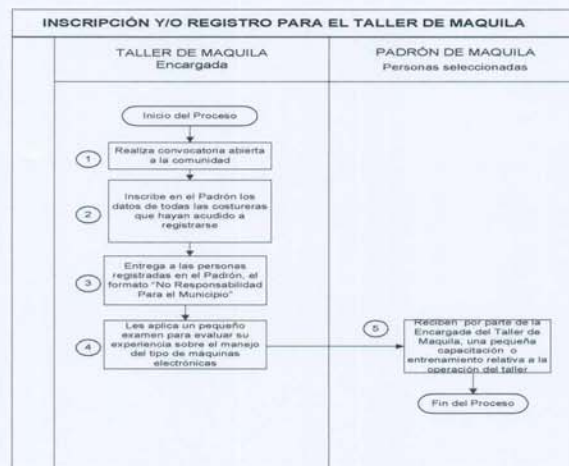 INSCRIPCIÓN Y/O REGISTRO PARA EL TALLER DE MAQUILA
TALLER DE MAQUILA
Encargada
PADRÓN DE MAQUILA
Personas seleccionadas
Inicio del Proceso
1
Realiza convocatoria abierta
a la comunidad
2
Inscribe en el Padrón los
datos de todas las costureras
que hayan acudido a
registrarse
3
Entrega a las personas
registradas en el Padrón, el
formato "No Responsabilidad
Para el Municipio"
4
Les aplica un pequeño
examen para evaluar su
experiencia sobre el manejo
del tipo de máquinas
electrónicas
5
Reciben por parte de la
Encargada del Taller de
Maquila, una pequeña
capacitación o
entrenamiento relativa a la
operación del taller
Fin del Proceso